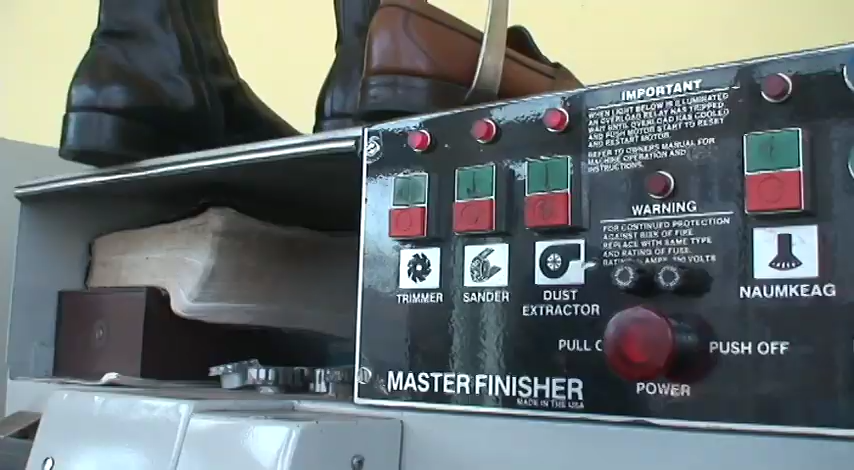 IMPORTANT
WHEN LIGHT BELOW IS ILLUMINATED
AN OVERLOAD RELAY HAS TRIPPED
WAIT UNTIL OVERLOAD HAS COOLED
AND PUSH MOTOR START TO RESET
AND RESTART MOTOR.
REFER TO OWNERS MANUAL FOR
MACHINE OPERATION AND
INSTRUCTION.
WARNING
FOR CONTINUED PROTECTION
AGAINST RISK OF FIRE
REPLACE WITH SAME TYPE
AND RATING OF FUSE.
TRIMMER
SANDER
DUST
EXTRACTOR
NAUMKEAG
PULL
PUSH OFF
POWER
MASTER FINISHER
MADE IN THE USA